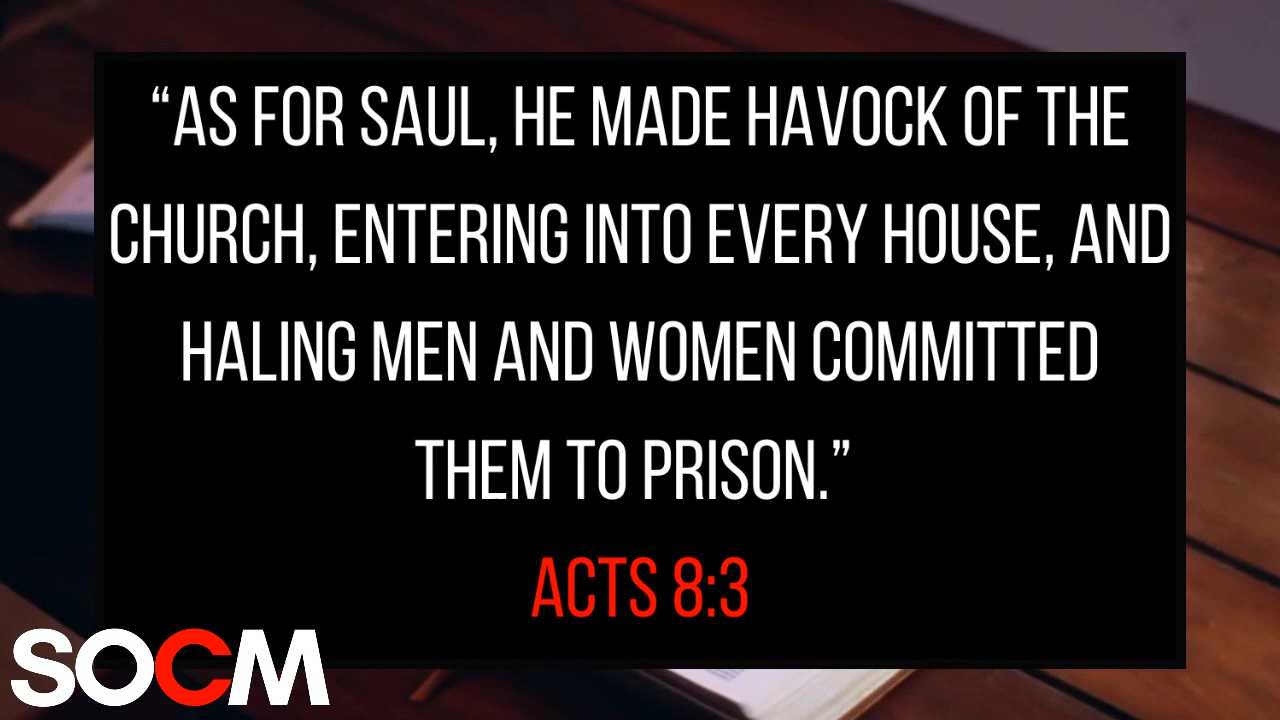 “AS FOR SAUL, HE MADE HAVOCK OF THE
CHURCH, ENTERING INTO EVERY HOUSE, AND
HALING MEN AND WOMEN COMMITTED
THEM TO PRISON.”
ACTS 8:3
SOCM